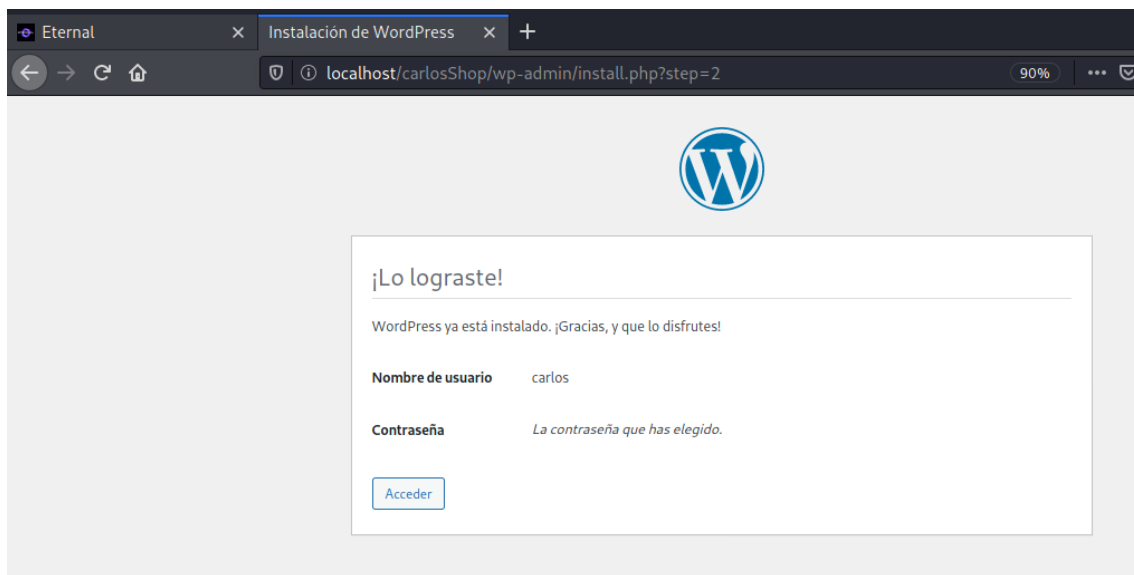 Eternal
Instalación de WordPress
localhost/carlosShop/wp-admin/install.php?step=2
90%
¡Lo lograste!
WordPress ya está instalado. ¡Gracias, y que lo disfrutes!
Nombre de usuario carlos
Contraseña La contraseña que has elegido.
Acceder